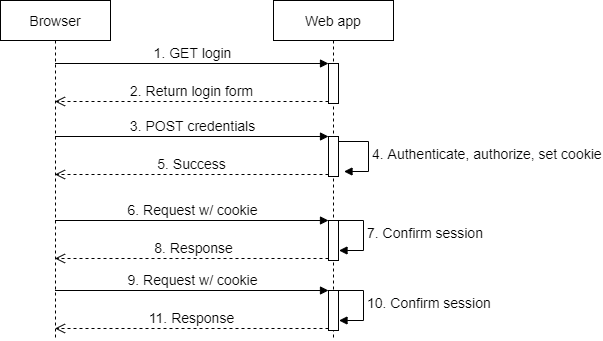 Browser
Web app
1. GET login
2. Return login form
3. POST credentials
4. Authenticate, authorize, set cookie
5. Success
6. Request w/ cookie
7. Confirm session
8. Response
9. Request w/ cookie
10. Confirm session
11. Response